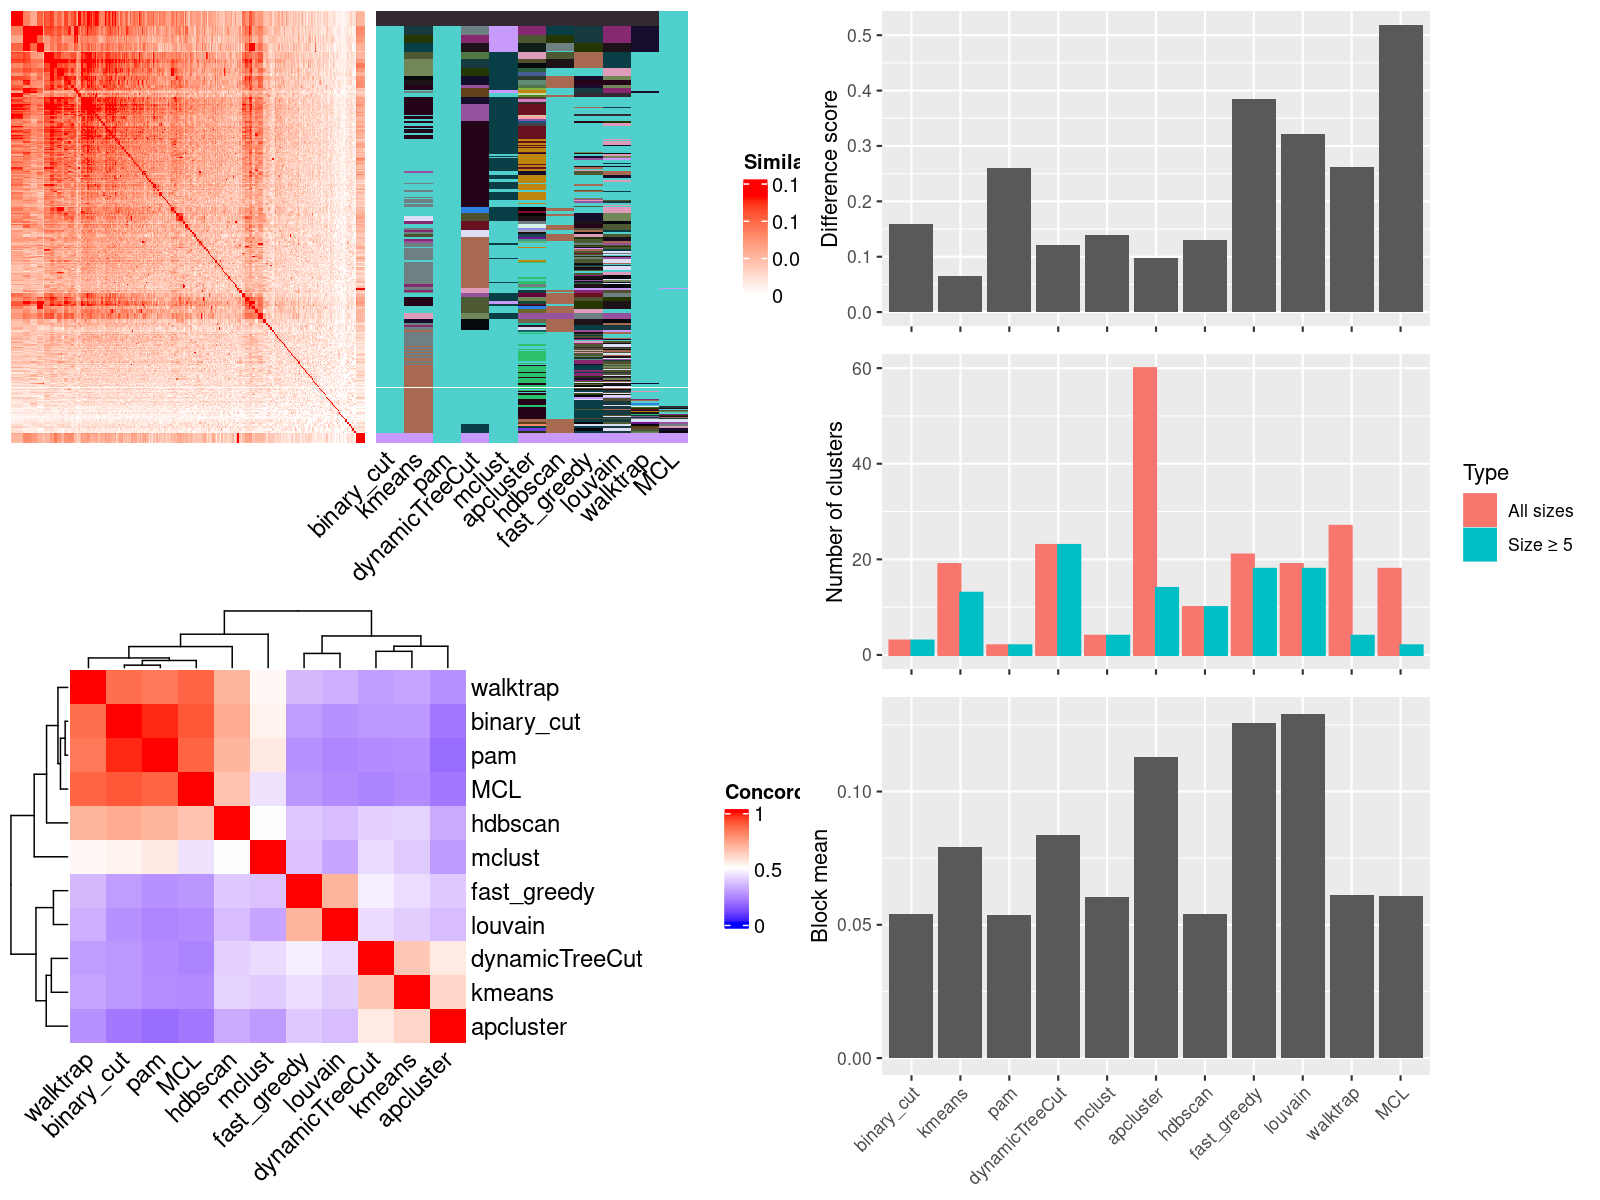 Simila
0.1
0.1
0.0
0
binary_cut
kmeans
pam
dynamicTreeCut
mclust
apcluster
hdbscan
fast_greedy
louvain
walktrap
MCL
Difference score
0.5
0.4
0.3
0.2
0.1
0.0
Number of clusters
60
40
20
0
Type
All sizes
Size ≥ 5
walktrap
binary_cut
pam
MCL
hdbscan
mclust
fast_greedy
louvain
dynamicTreeCut
kmeans
apcluster
walktrap
binary_cut
pam
MCL
hdbscan
mclust
fast_greedy
louvain
dynamicTreeCut
kmeans
apcluster
Concord
1
0.5
0
Block mean
0.10
0.05
0.00
binary_cut
kmeans
pam
dynamicTreeCut
mclust
apcluster
hdbscan
fast_greedy
louvain
walktrap
MCL